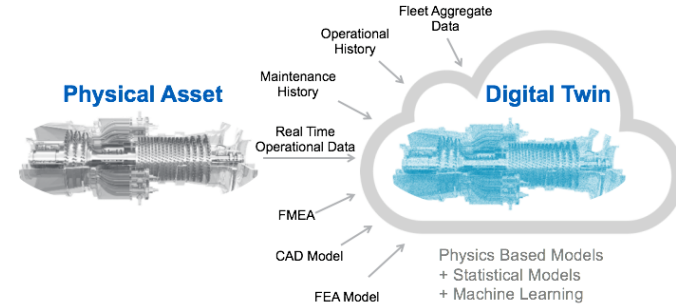 Fleet Aggregate
Data
Operational
History
Physical Asset
Maintenance
History
Digital Twin
Real Time
Operational Data
FMEA
CAD Model
FEA Model
Physics Based Models
+ Statistical Models
+ Machine Learning